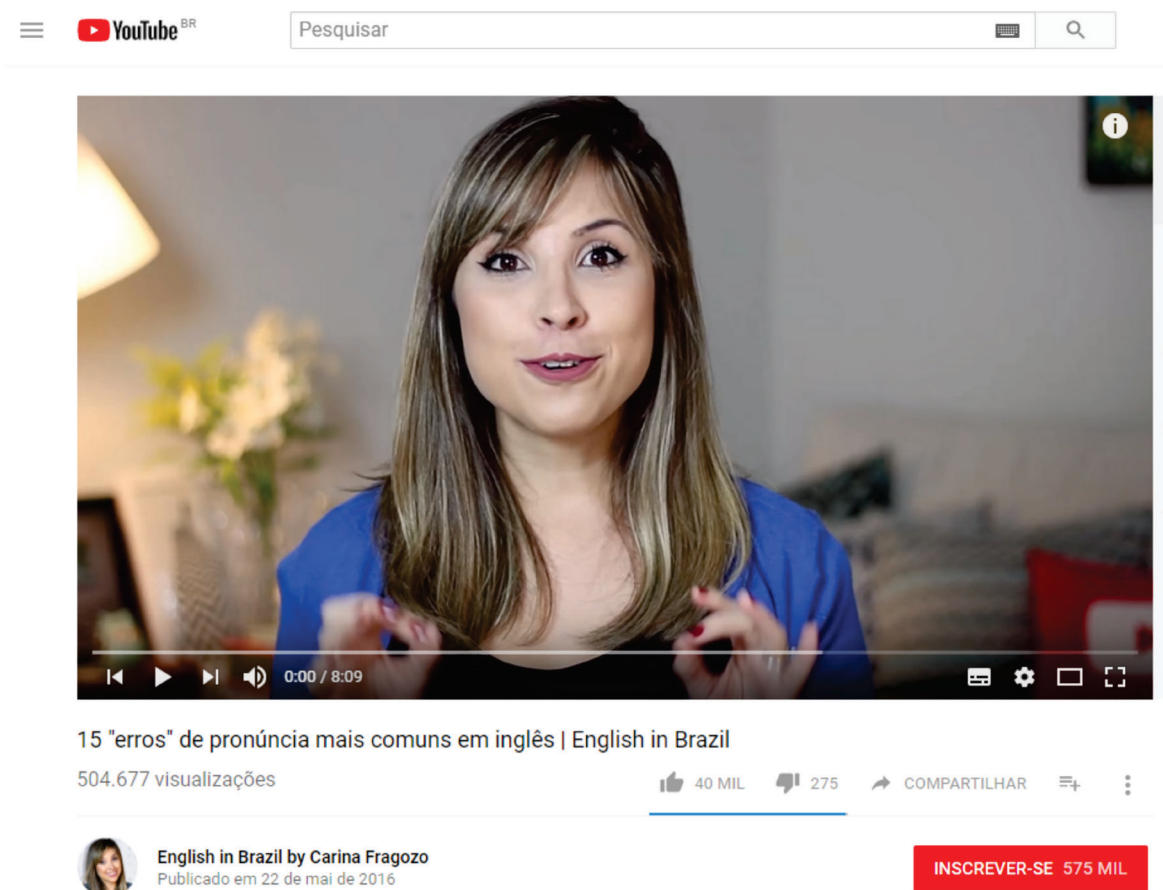 YouTube BR
Pesquisar
0:00 / 8:09
15 "erros" de pronúncia mais comuns em inglês | English in Brazil
504.677 visualizações
40 MIL 275 COMPARTILHAR
English in Brazil by Carina Fragozo
Publicado em 22 de mai de 2016
INSCREVER-SE 575 MIL